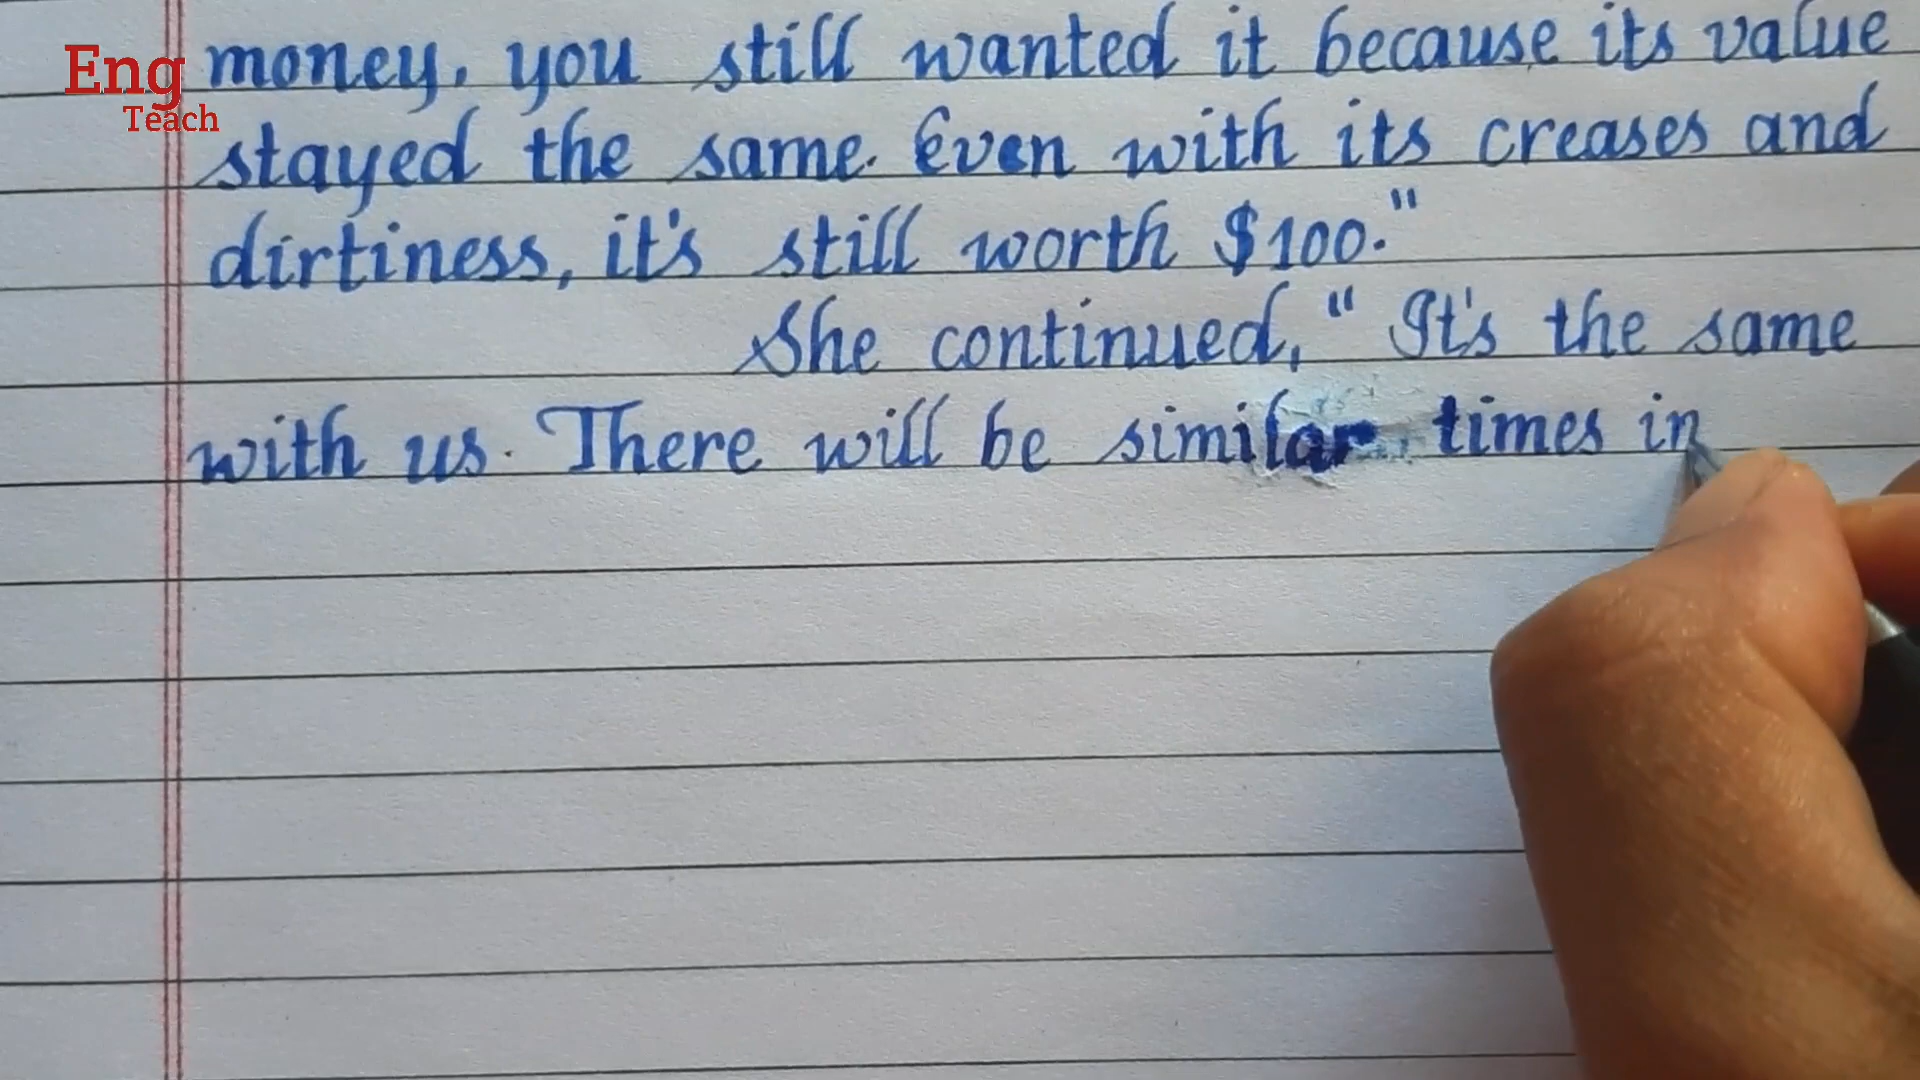 Eng
Teach
money, you still wanted it because its value
stayed the same. Even with its creases and
dirtiness, it's still worth $100."
She continued, "It's the same
with us. There will be similar times in